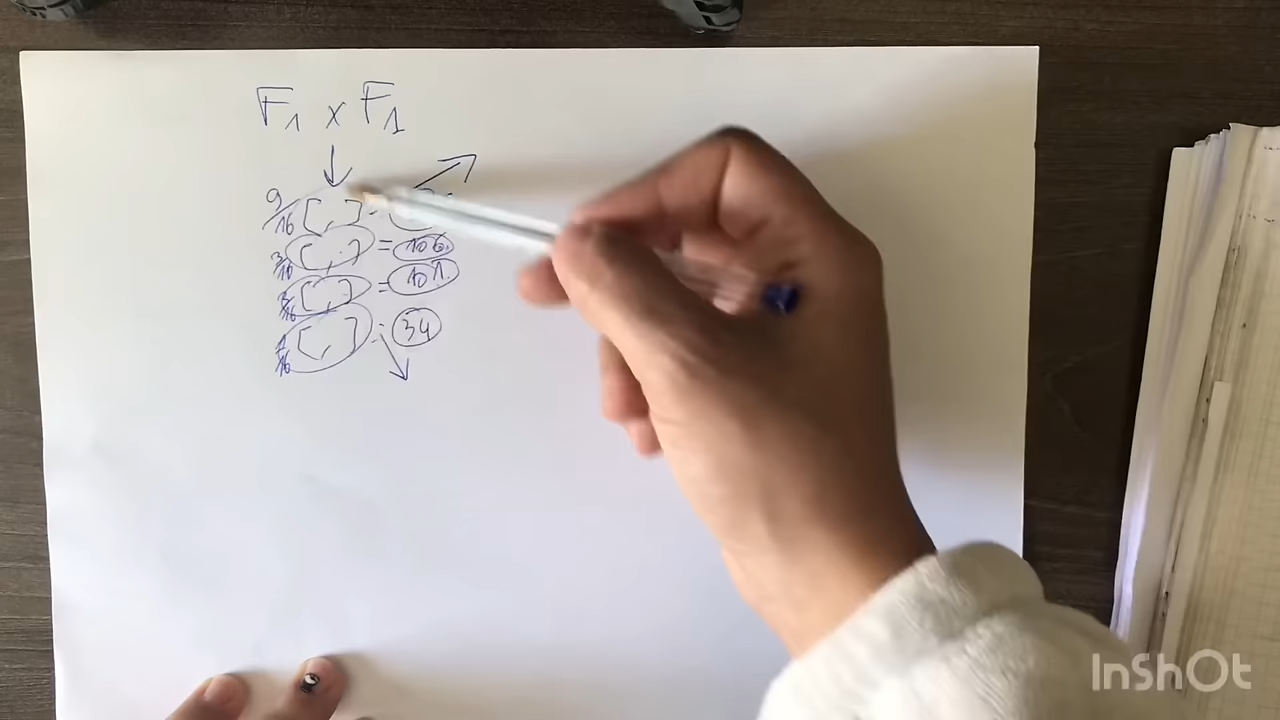 F1 x F1
9/16 [ , ]
3/16 [ , ] = 106
3/16 [ , ] = 101
1/16 [ , ] = 34
InShOt